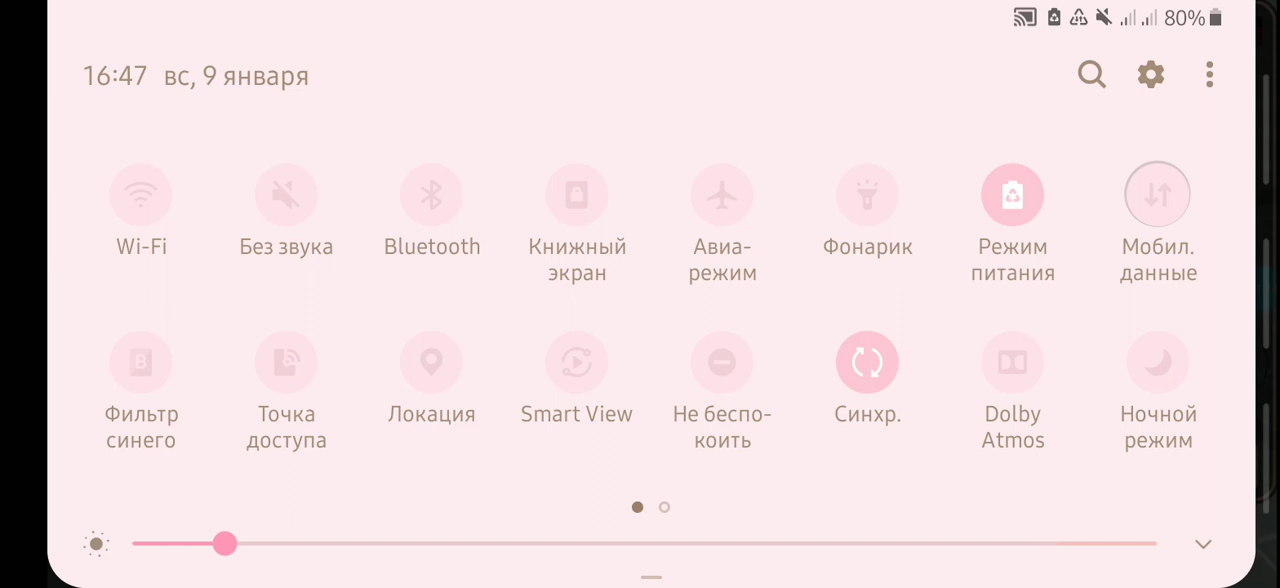 80%
16:47 вс, 9 января
Wi-Fi
Без звука
Bluetooth
Книжный
экран
Авиа-
режим
Фонарик
Режим
питания
Мобил.
данные
B
Фильтр
синего
Точка
доступа
Локация
Smart View
Не беспо-
коить
Синхр.
Dolby
Atmos
Ночной
режим